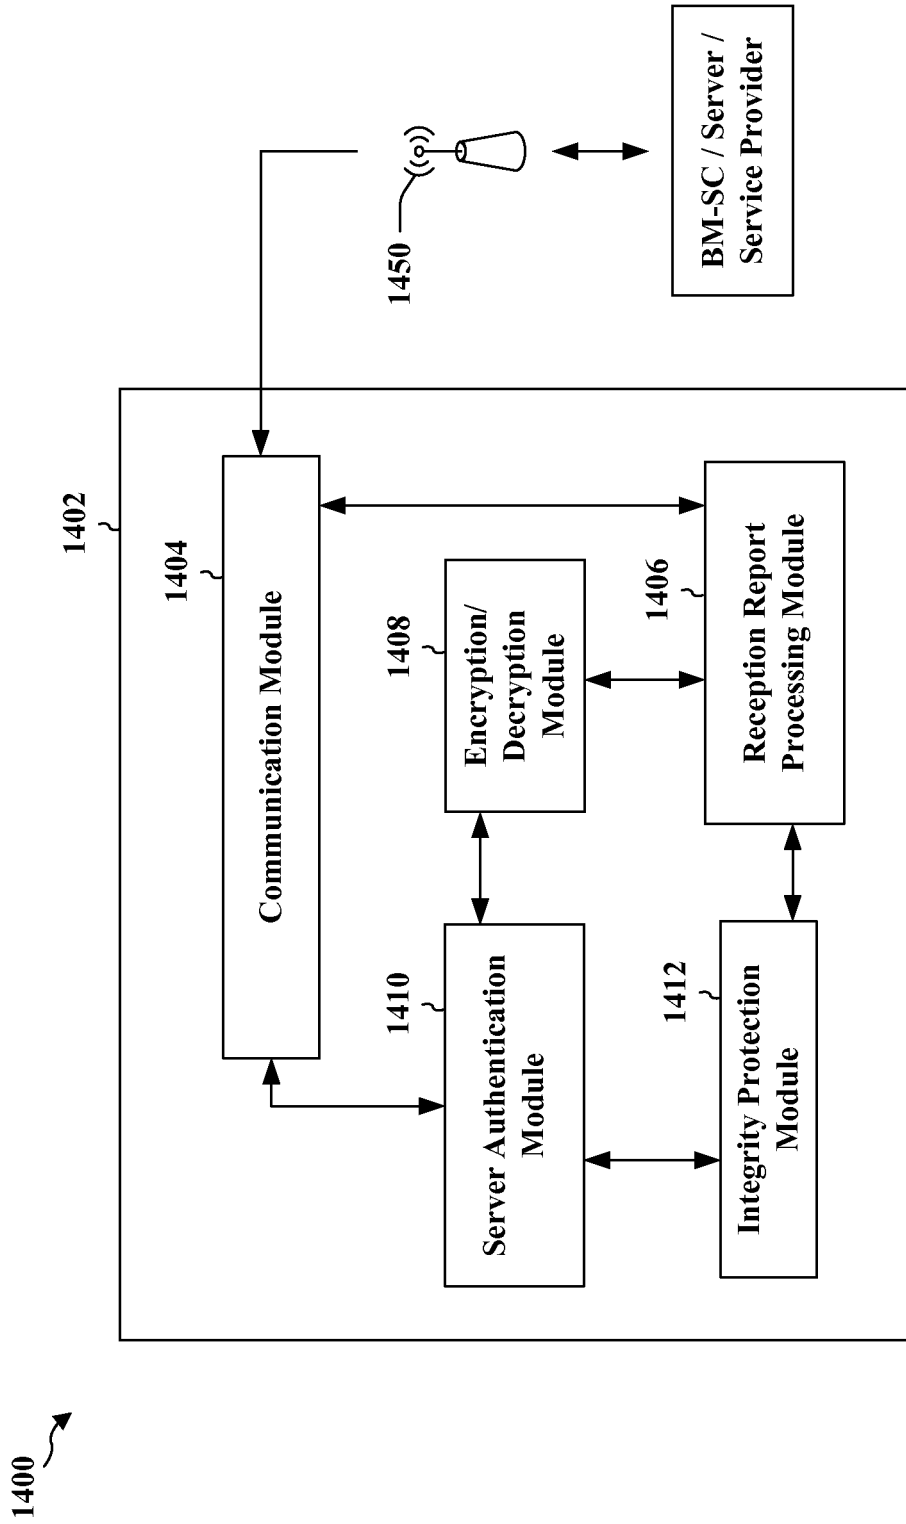 1400
1402
1404
Communication Module
1450
BM-SC / Server /
Service Provider
1410
Server Authentication
Module
1408
Encryption/
Decryption
Module
1412
Integrity Protection
Module
1406
Reception Report
Processing Module